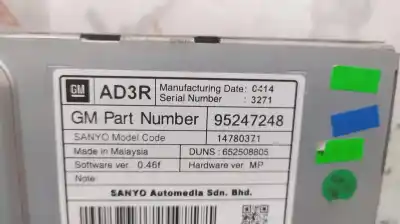 GM AD3R Manufacturing Date: 0414
Serial Number : 3271
GM Part Number 95247248
SANYO Model Code 14780371
Made in Malaysia DUNS : 652508805
Software ver. 0.46f Hardware ver. MP
Note
SANYO Automedia Sdn. Bhd.